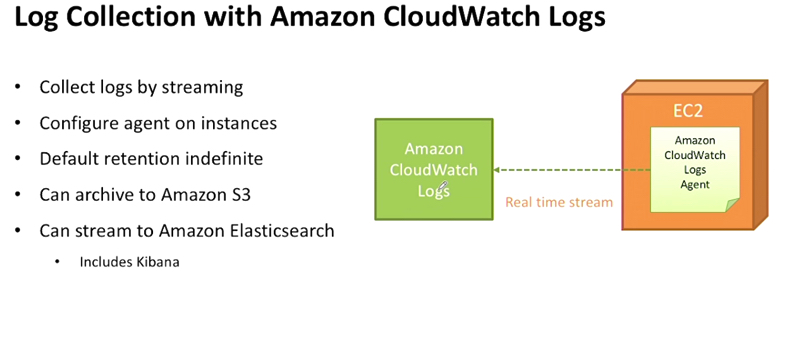 Log Collection with Amazon CloudWatch Logs
• Collect logs by streaming
• Configure agent on instances
• Default retention indefinite
• Can archive to Amazon S3
• Can stream to Amazon Elasticsearch
• Includes Kibana
Amazon
CloudWatch
Logs
Real time stream
EC2
Amazon
CloudWatch
Logs
Agent